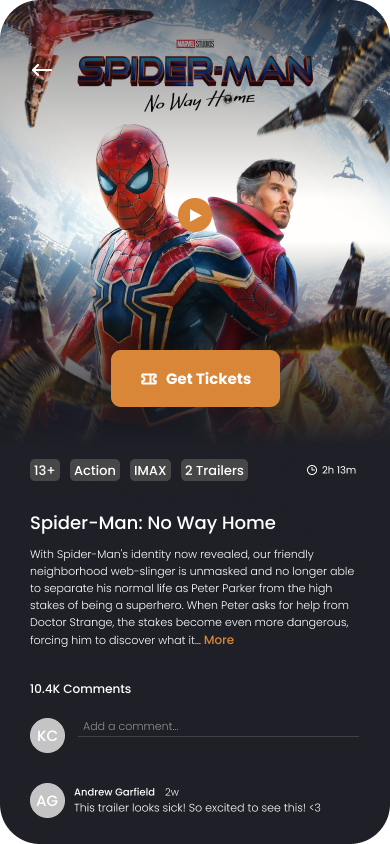 MARVEL STUDIOS
SPIDER-MAN
No Way Home
Get Tickets
13+ Action IMAX 2 Trailers 2h 13m
Spider-Man: No Way Home
With Spider-Man's identity now revealed, our friendly
neighborhood web-slinger is unmasked and no longer able
to separate his normal life as Peter Parker from the high
stakes of being a superhero. When Peter asks for help from
Doctor Strange, the stakes become even more dangerous,
forcing him to discover what it... More
10.4K Comments
KC Add a comment...
AG Andrew Garfield 2w
This trailer looks sick! So excited to see this! <3